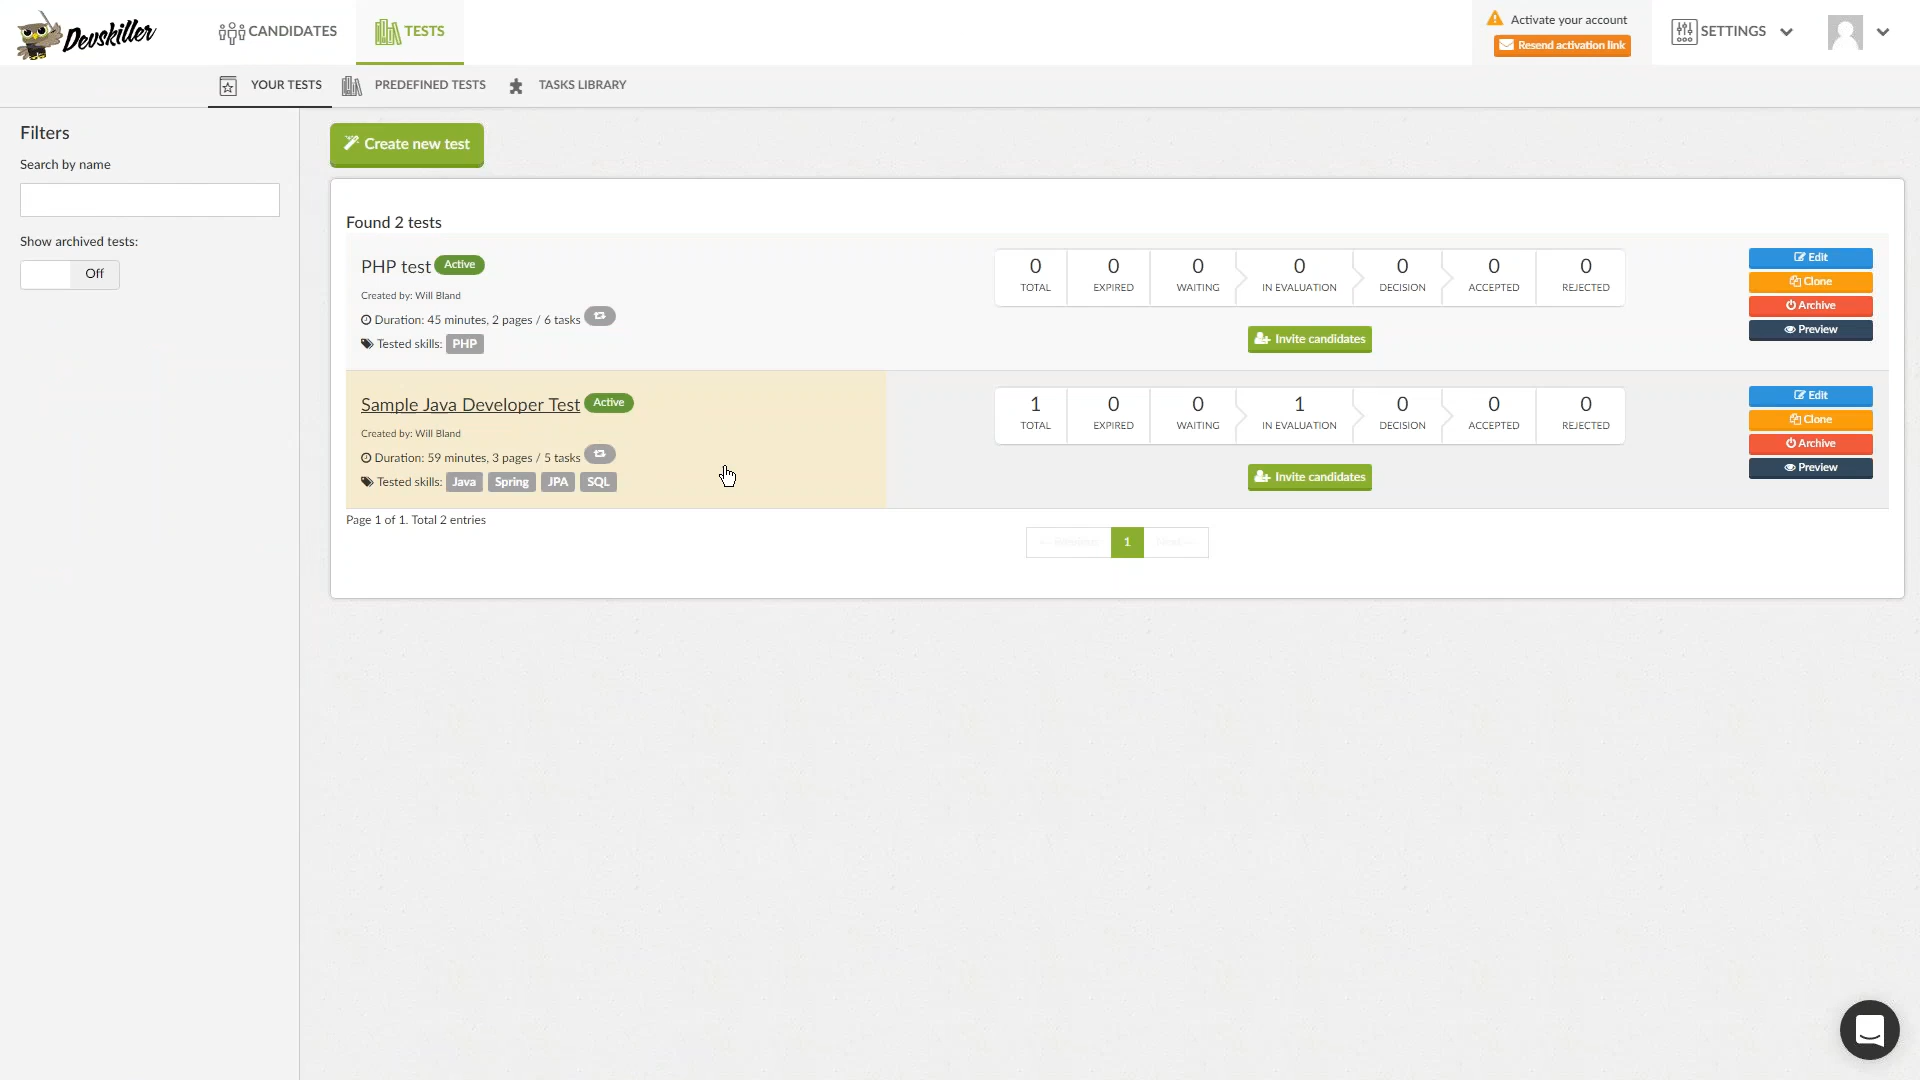 Devskiller
CANDIDATES
TESTS
Activate your account
Resend activation link
SETTINGS
YOUR TESTS
PREDEFINED TESTS
TASKS LIBRARY
Filters
Search by name
Show archived tests:
Off
Create new test
Found 2 tests
PHP test Active
Created by: Will Bland
Duration: 45 minutes, 2 pages / 6 tasks
Tested skills: PHP
0 0 0 0 0 0 0
TOTAL EXPIRED WAITING IN EVALUATION DECISION ACCEPTED REJECTED
Invite candidates
Edit
Clone
Archive
Preview
Sample Java Developer Test Active
Created by: Will Bland
Duration: 59 minutes, 3 pages / 5 tasks
Tested skills: Java Spring JPA SQL
1 0 0 1 0 0 0
TOTAL EXPIRED WAITING IN EVALUATION DECISION ACCEPTED REJECTED
Invite candidates
Edit
Clone
Archive
Preview
Page 1 of 1. Total 2 entries
← Previous 1 Next →